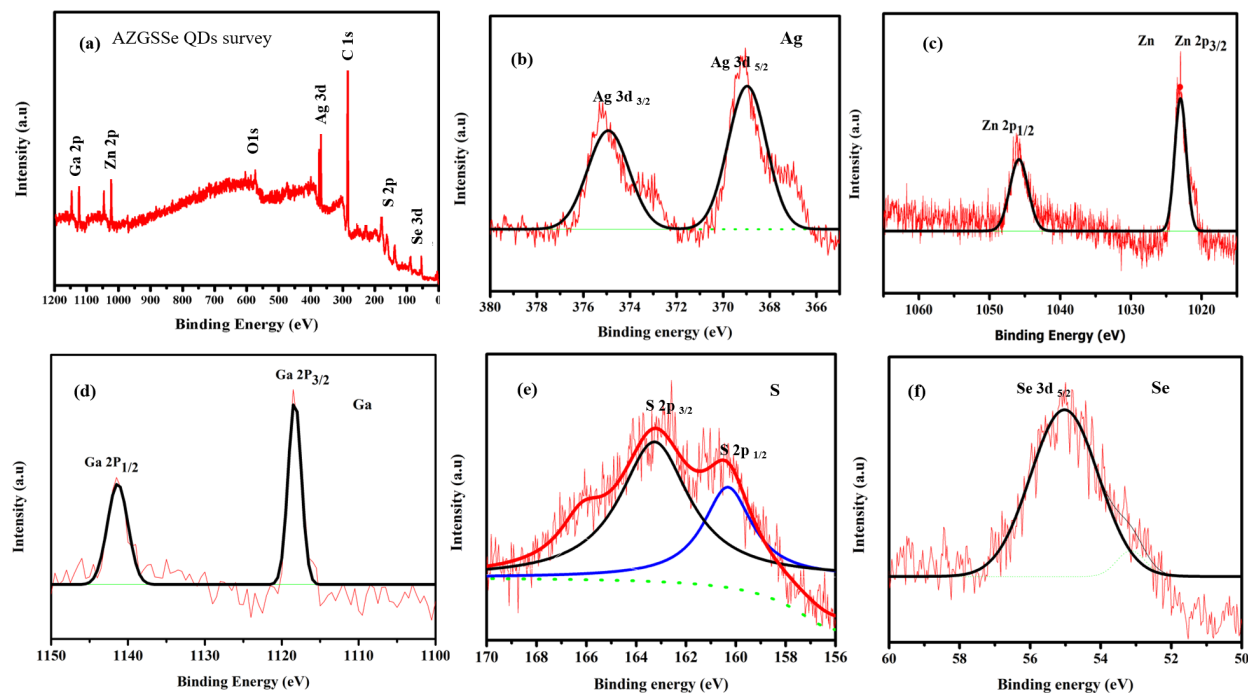 (a)
AZGSSe QDs survey
Ga 2p
Zn 2p
O1s
Ag 3d
C 1s
S 2p
Se 3d
Intensity (a.u)
1200 1100 1000 900 800 700 600 500 400 300 200 100 0
Binding Energy (eV)
(b)
Ag
Ag 3d 3/2
Ag 3d 5/2
Intensity (a.u)
380 378 376 374 372 370 368 366
Binding energy (eV)
(c)
Zn
Zn 2p3/2
Zn 2p1/2
Intensity (a.u)
1060 1050 1040 1030 1020
Binding Energy (eV)
(d)
Ga 2P3/2
Ga
Ga 2P1/2
Intensity (a.u)
1150 1140 1130 1120 1110 1100
Binding Energy (eV)
(e)
S
S 2p 3/2
S 2p 1/2
Intensity (a.u)
170 168 166 164 162 160 158 156
Binding energy (eV)
(f)
Se 3d 5/2
Se
Intensity (a.u)
60 58 56 54 52 50
Binding energy (eV)